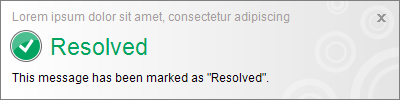 Lorem ipsum dolor sit amet, consectetur adipiscing
Resolved
This message has been marked as "Resolved".